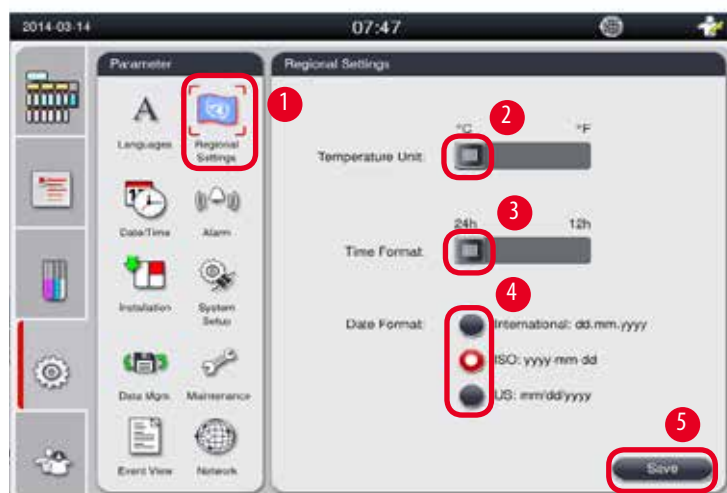 2014-03-14 07:47
Parameter
Regional Settings
1
A
Languages
Regional
Settings
Date/Time
Alarm
Installation
System
Setup
Data Mgm.
Maintenance
Event View
Network
2
°C °F
Temperature Unit:
3
24h 12h
Time Format:
4
Date Format:
International: dd.mm.yyyy
ISO: yyyy-mm-dd
US: mm/dd/yyyy
5
Save